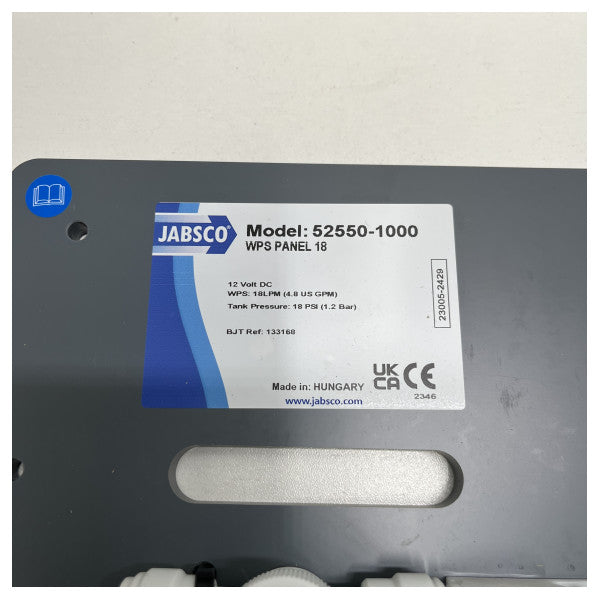 JABSCO
Model: 52550-1000
WPS PANEL 18
12 Volt DC
WPS: 18LPM (4.8 US GPM)
Tank Pressure: 18 PSI (1.2 Bar)
BJT Ref: 133168
23005-2429
Made in: HUNGARY
www.jabsco.com
UK
CA
CE
2346